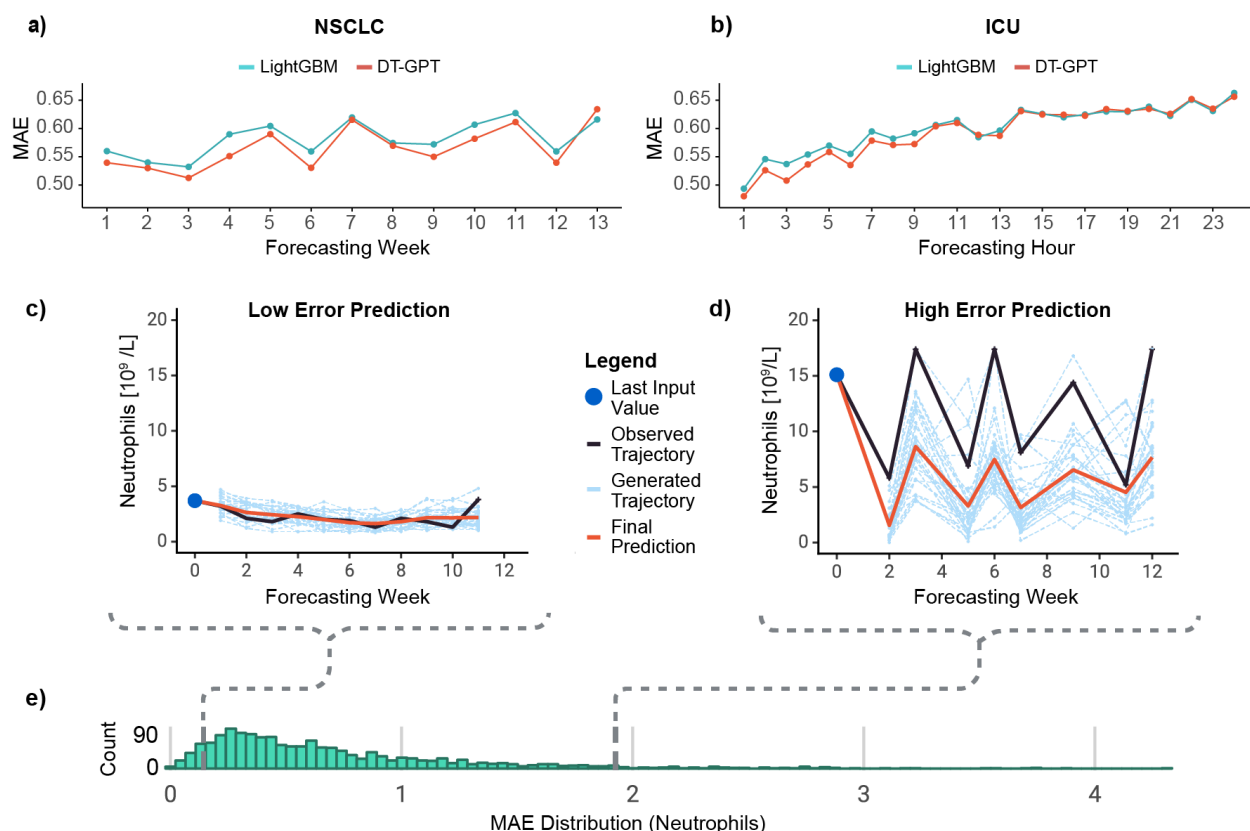 a)
NSCLC
LightGBM
DT-GPT
MAE
0.65
0.60
0.55
0.50
1 2 3 4 5 6 7 8 9 10 11 12 13
Forecasting Week
b)
ICU
LightGBM
DT-GPT
MAE
0.65
0.60
0.55
0.50
1 3 5 7 9 11 13 15 17 19 21 23
Forecasting Hour
c)
Low Error Prediction
Neutrophils [10⁹ /L]
20
15
10
5
0
0 2 4 6 8 10 12
Forecasting Week
Legend
Last Input
Value
Observed
Trajectory
Generated
Trajectory
Final
Prediction
d)
High Error Prediction
Neutrophils [10⁹/L]
20
15
10
5
0
0 2 4 6 8 10 12
Forecasting Week
e)
Count
90
0
0 1 2 3 4
MAE Distribution (Neutrophils)